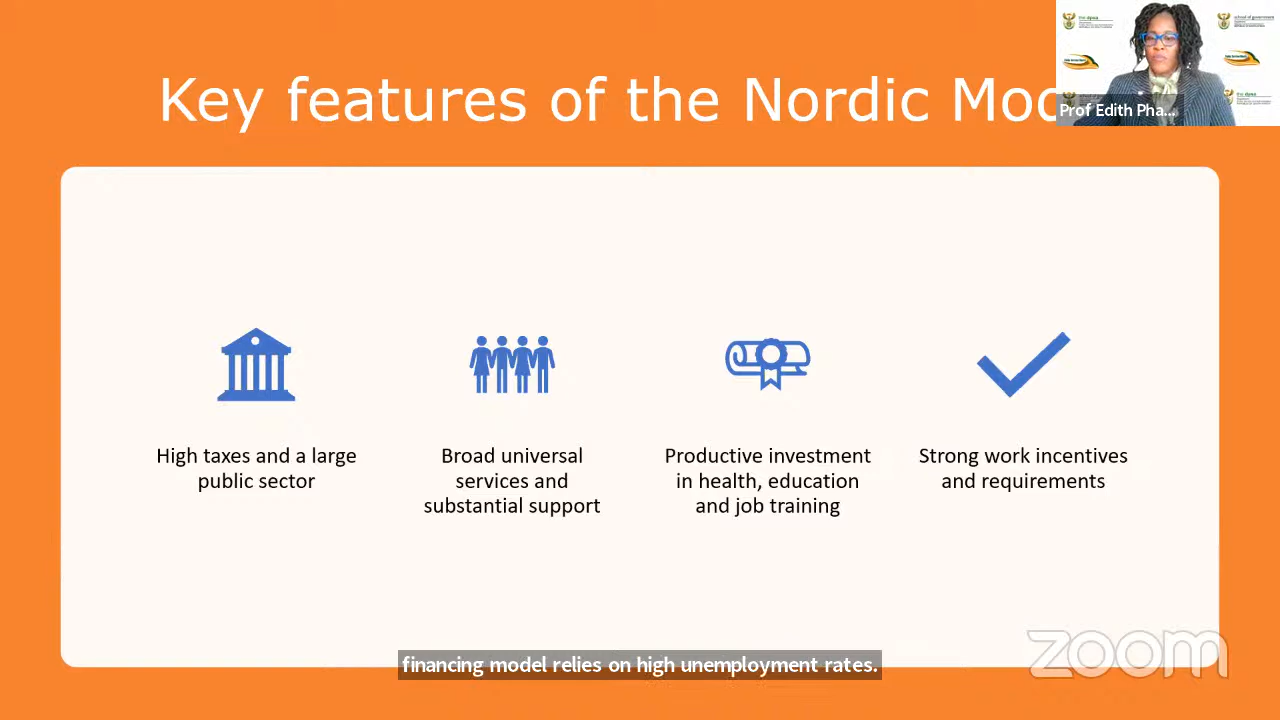 Key features of the Nordic Mod
Prof Edith Pha...
High taxes and a large
public sector
Broad universal
services and
substantial support
Productive investment
in health, education
and job training
Strong work incentives
and requirements
financing model relies on high unemployment rates.
zoom